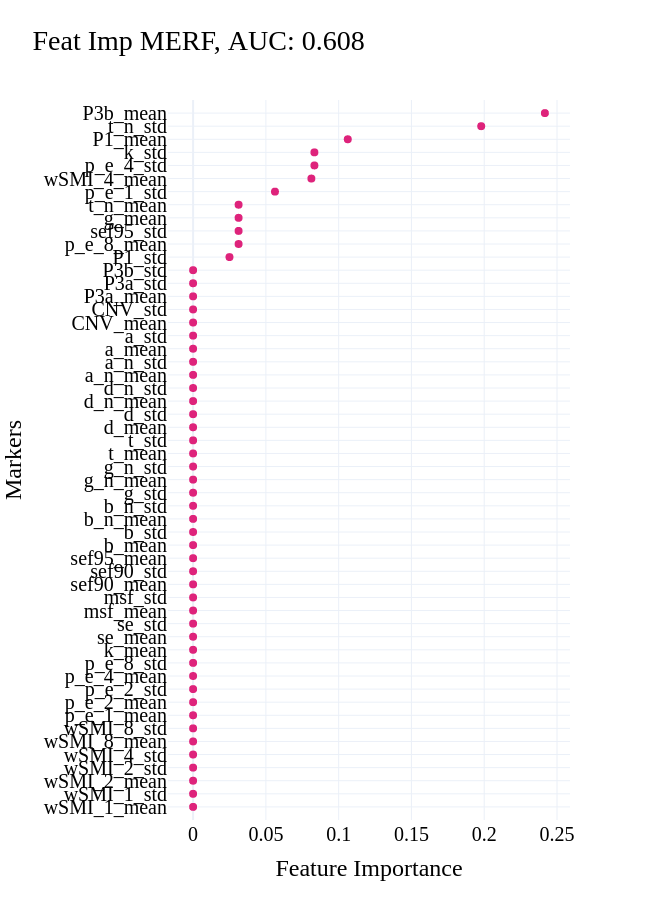 Feat Imp MERF, AUC: 0.608
P3b_mean
t_n_std
P1_mean
k_std
p_e_4_std
wSMI_4_mean
p_e_1_std
t_n_mean
g_mean
sef95_std
p_e_8_mean
P1_std
P3b_std
P3a_std
P3a_mean
CNV_std
CNV_mean
a_std
a_mean
a_n_std
a_n_mean
d_n_std
d_n_mean
d_std
d_mean
t_std
t_mean
g_n_std
g_n_mean
g_std
b_n_std
b_n_mean
b_std
b_mean
sef95_mean
sef90_std
sef90_mean
msf_std
msf_mean
se_std
se_mean
k_mean
p_e_8_std
p_e_4_mean
p_e_2_std
p_e_2_mean
p_e_1_mean
wSMI_8_std
wSMI_8_mean
wSMI_4_std
wSMI_2_std
wSMI_2_mean
wSMI_1_std
wSMI_1_mean
Markers
0 0.05 0.1 0.15 0.2 0.25
Feature Importance